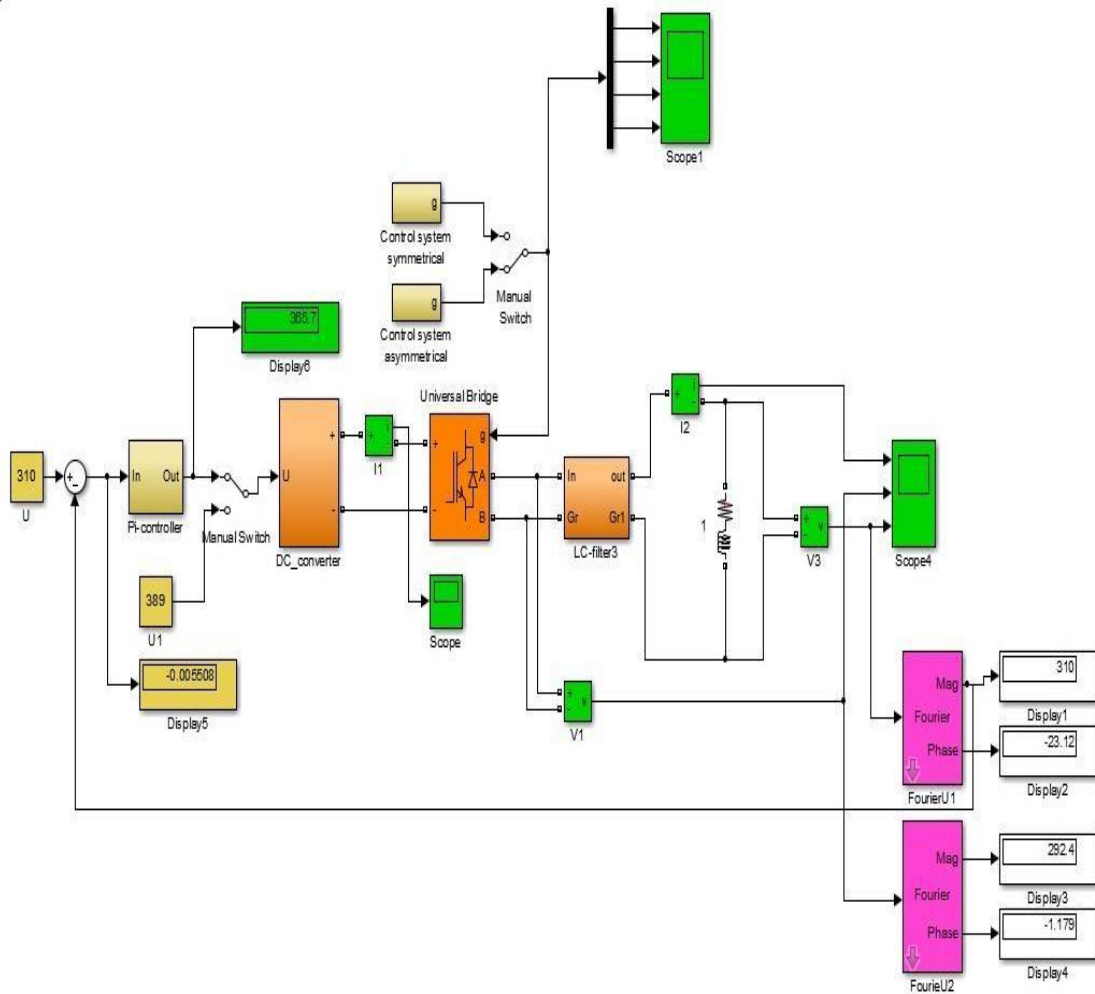 Scope1
g
Control system
symmetrical
g
Control system
asymmetrical
Manual
Switch
365.7
Display6
310
U
+
-
In
Out
Pi-controller
Manual Switch
389
U1
-0.005508
Display5
U
+
-
DC_converter
+
i
-
I1
Scope
Universal Bridge
g
+
A
-
B
In
out
Gr
Gr1
LC-filter3
+
i
-
I2
1
+
v
-
V3
Scope4
+
v
-
V1
Mag
Fourier
Phase
FourierU1
310
Display1
-23.12
Display2
Mag
Fourier
Phase
FourieU2
292.4
Display3
-1.179
Display4